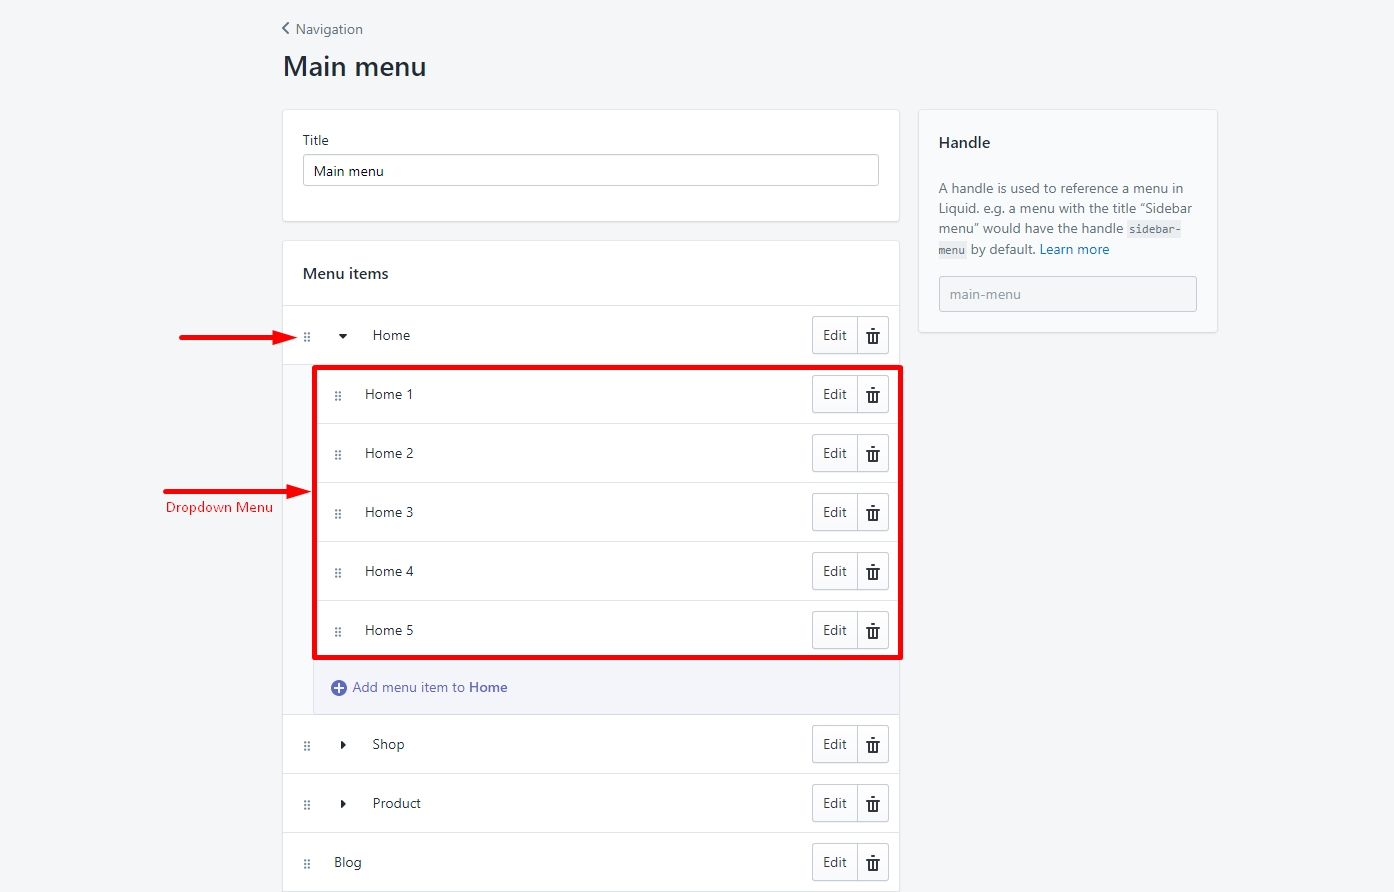 Navigation
Main menu
Title
Main menu
Handle
A handle is used to reference a menu in
Liquid. e.g. a menu with the title “Sidebar
menu” would have the handle sidebar-
menu by default. Learn more
main-menu
Menu items
Home Edit
Home 1 Edit
Home 2 Edit
Dropdown Menu
Home 3 Edit
Home 4 Edit
Home 5 Edit
Add menu item to Home
Shop Edit
Product Edit
Blog Edit